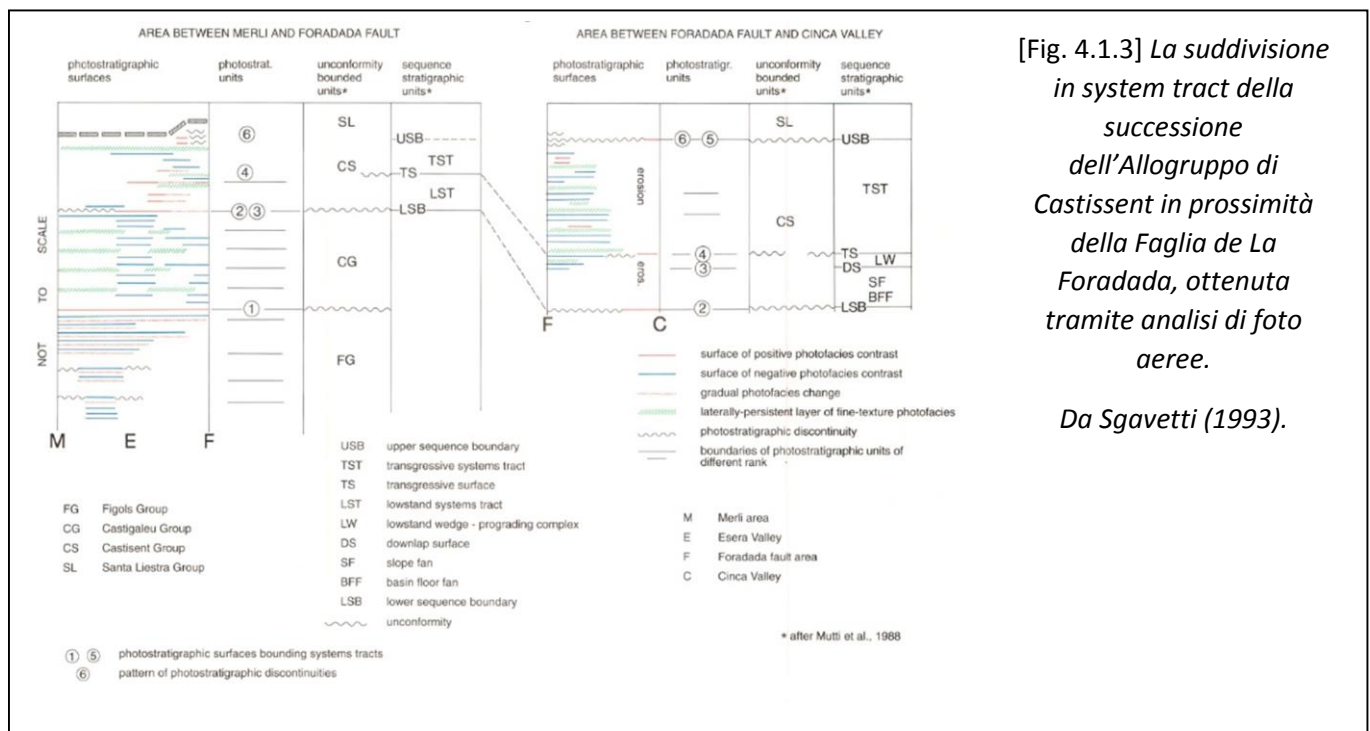 AREA BETWEEN MERLI AND FORADADA FAULT
photostratigraphic surfaces
photostrat. units
unconformity bounded units*
sequence stratigraphic units*
SL
USB
⑥
TST
④
CS
TS
LST
②③
LSB
CG
①
FG
NOT TO SCALE
M E F
AREA BETWEEN FORADADA FAULT AND CINCA VALLEY
photostratigraphic surfaces
photostratigr. units
unconformity bounded units*
sequence stratigraphic units*
SL
⑥ ⑤
USB
erosion
TST
CS
④
TS
LW
eros.
③
DS
SF
BFF
②
LSB
F C
surface of positive photofacies contrast
surface of negative photofacies contrast
gradual photofacies change
laterally-persistent layer of fine-texture photofacies
photostratigraphic discontinuity
boundaries of photostratigraphic units of
different rank
USB upper sequence boundary
TST transgressive systems tract
TS transgressive surface
LST lowstand systems tract
LW lowstand wedge - prograding complex
DS downlap surface
SF slope fan
BFF basin floor fan
LSB lower sequence boundary
unconformity
FG Figols Group
CG Castigaleu Group
CS Castisent Group
SL Santa Liestra Group
M Merli area
E Esera Valley
F Foradada fault area
C Cinca Valley
* after Mutti et al., 1988
① ⑤ photostratigraphic surfaces bounding systems tracts
⑥ pattern of photostratigraphic discontinuities
[Fig. 4.1.3] La suddivisione
in system tract della
successione
dell’Allogruppo di
Castissent in prossimità
della Faglia de La
Foradada, ottenuta
tramite analisi di foto
aeree.
Da Sgavetti (1993).